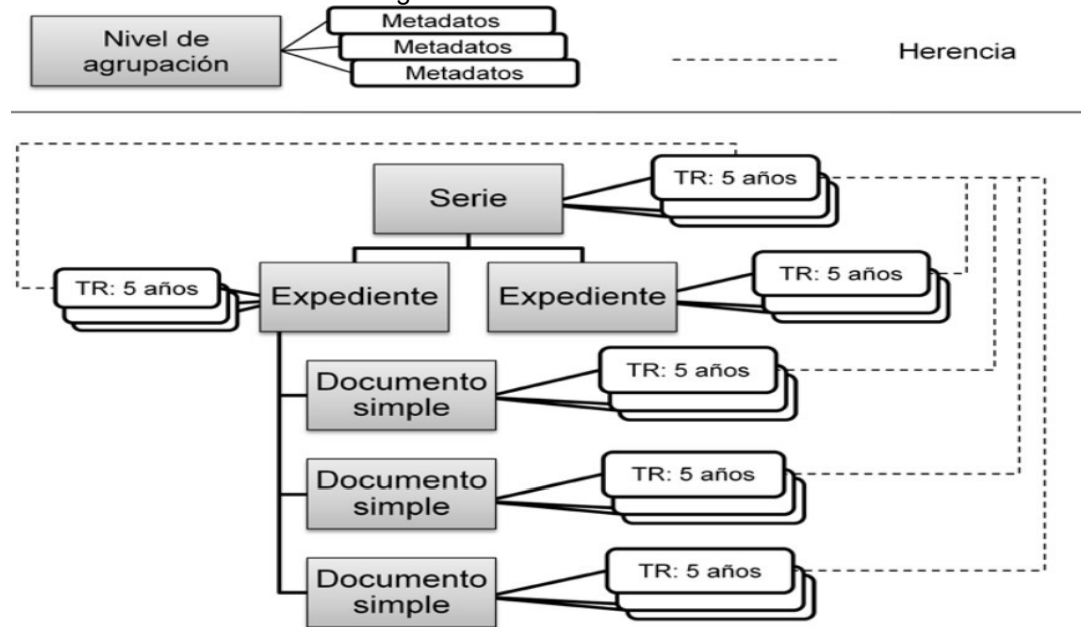 Nivel de
agrupación
Metadatos
Metadatos
Metadatos
Herencia
Serie
TR: 5 años
TR: 5 años
Expediente
Expediente
TR: 5 años
Documento
simple
TR: 5 años
Documento
simple
TR: 5 años
Documento
simple
TR: 5 años